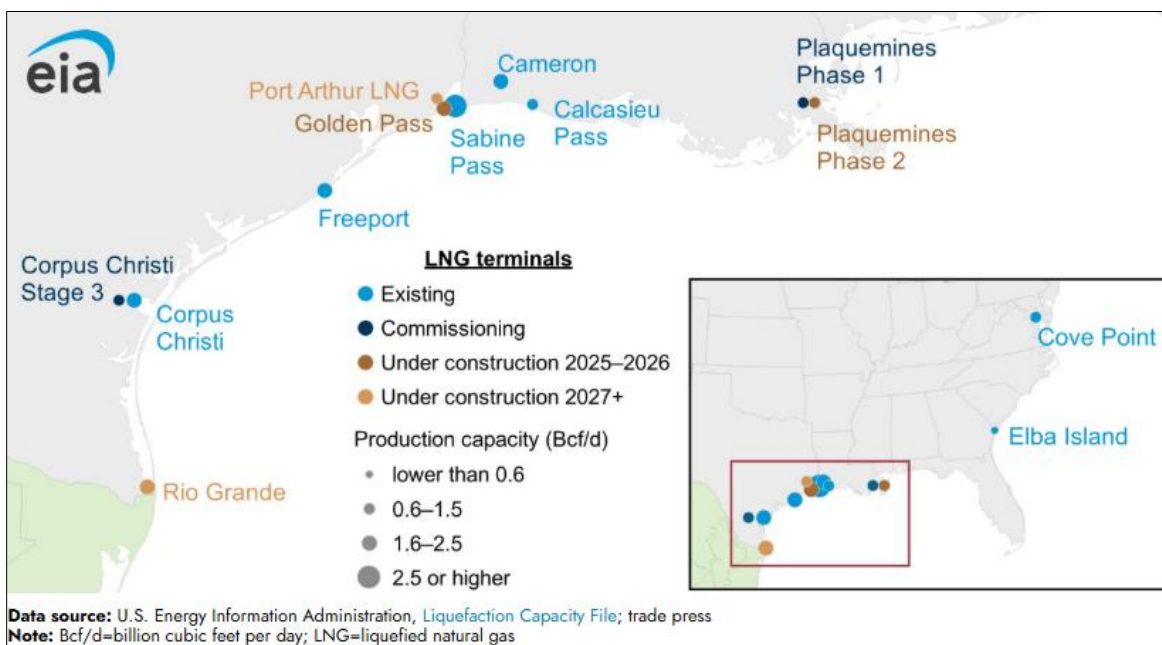 eia
Port Arthur LNG
Golden Pass
Cameron
Sabine
Pass
Calcasieu
Pass
Plaquemines
Phase 1
Plaquemines
Phase 2
Freeport
Corpus Christi
Stage 3
Corpus
Christi
Rio Grande
LNG terminals
Existing
Commissioning
Under construction 2025–2026
Under construction 2027+
Production capacity (Bcf/d)
lower than 0.6
0.6–1.5
1.6–2.5
2.5 or higher
Cove Point
Elba Island
Data source: U.S. Energy Information Administration, Liquefaction Capacity File; trade press
Note: Bcf/d=billion cubic feet per day; LNG=liquefied natural gas